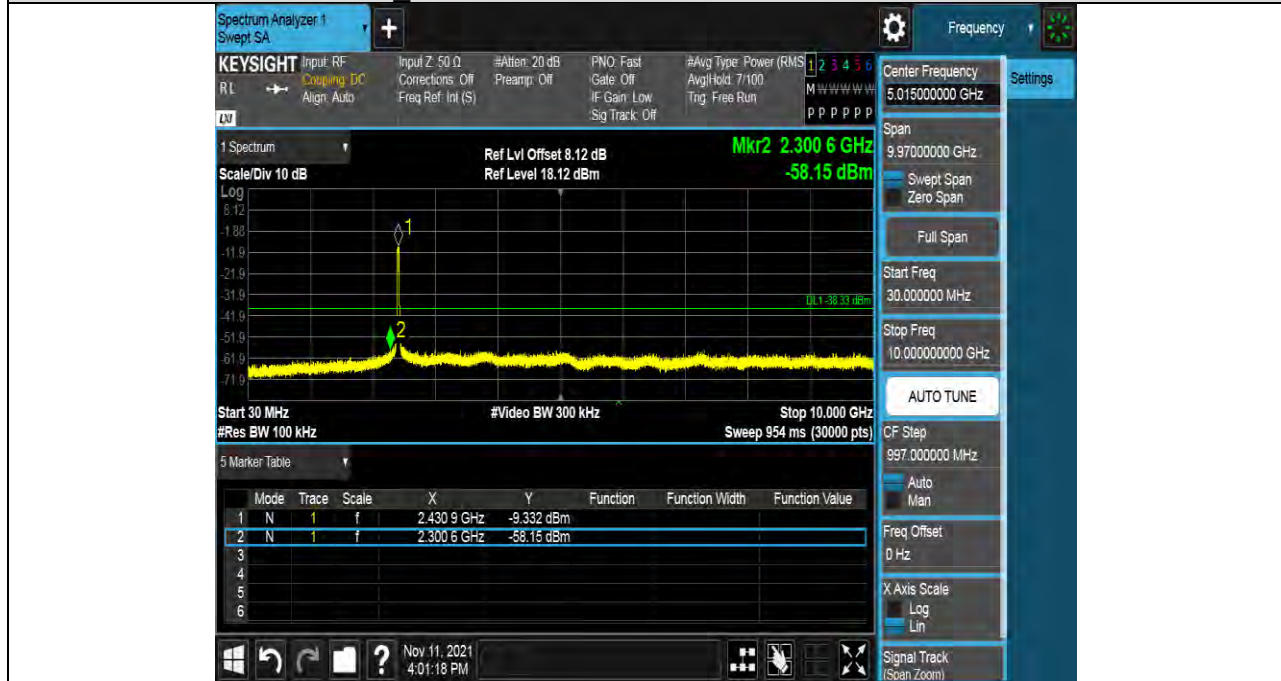 Spectrum Analyzer 1
Swept SA
+
Frequency
KEYSIGHT
RL
LXI
Input: RF
Coupling: DC
Align: Auto
Input Z: 50 Ω
Corrections: Off
Freq Ref: Int (S)
#Atten: 20 dB
Preamp: Off
PNO: Fast
Gate: Off
IF Gain: Low
Sig Track: Off
#Avg Type: Power (RMS
Avg|Hold: 7/100
Trig: Free Run
1 2 3 4 5 6
M W W W W W
P P P P P P
Center Frequency
5.015000000 GHz
Settings
Span
9.97000000 GHz
Swept Span
Zero Span
Full Span
Start Freq
30.000000 MHz
Stop Freq
10.000000000 GHz
AUTO TUNE
CF Step
997.000000 MHz
Auto
Man
Freq Offset
0 Hz
X Axis Scale
Log
Lin
Signal Track
(Span Zoom)
1 Spectrum
Scale/Div 10 dB
Ref Lvl Offset 8.12 dB
Ref Level 18.12 dBm
Mkr2 2.300 6 GHz
-58.15 dBm
Log
8.12
-1.88
-11.9
-21.9
-31.9
-41.9
-51.9
-61.9
-71.9
1
2
DL1 -38.33 dBm
Start 30 MHz
#Video BW 300 kHz
Stop 10.000 GHz
#Res BW 100 kHz
Sweep 954 ms (30000 pts)
5 Marker Table
Mode Trace Scale X Y Function Function Width Function Value
1 N 1 f 2.430 9 GHz -9.332 dBm
2 N 1 f 2.300 6 GHz -58.15 dBm
3
4
5
6
?
Nov 11, 2021
4:01:18 PM